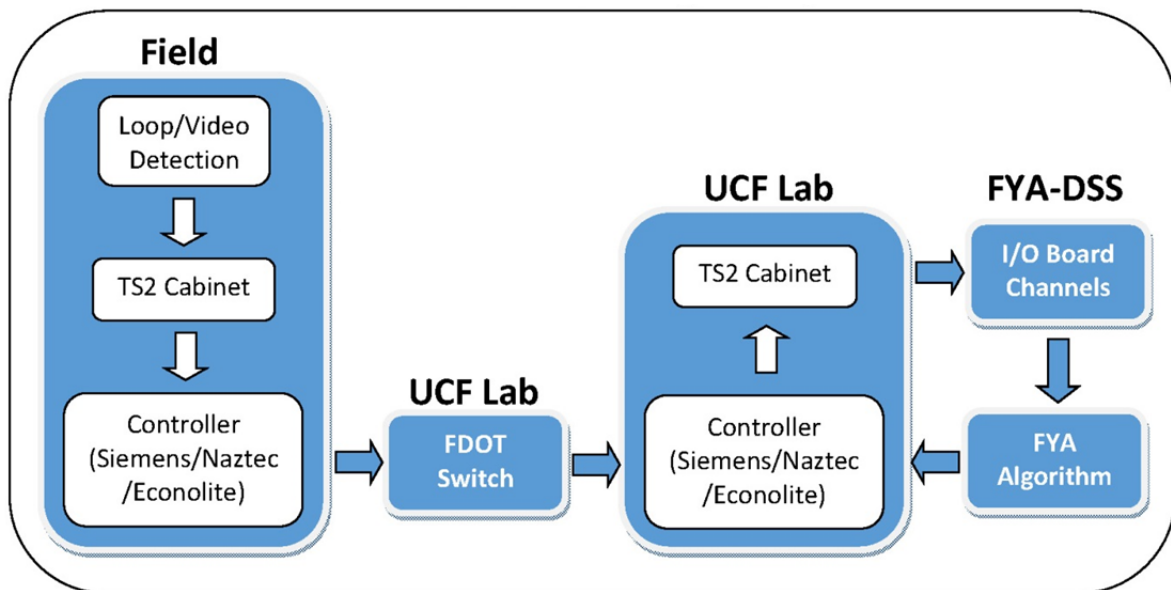 Field
Loop/Video
Detection
TS2 Cabinet
Controller
(Siemens/Naztec
/Econolite)
UCF Lab
FDOT
Switch
UCF Lab
TS2 Cabinet
Controller
(Siemens/Naztec
/Econolite)
FYA-DSS
I/O Board
Channels
FYA
Algorithm